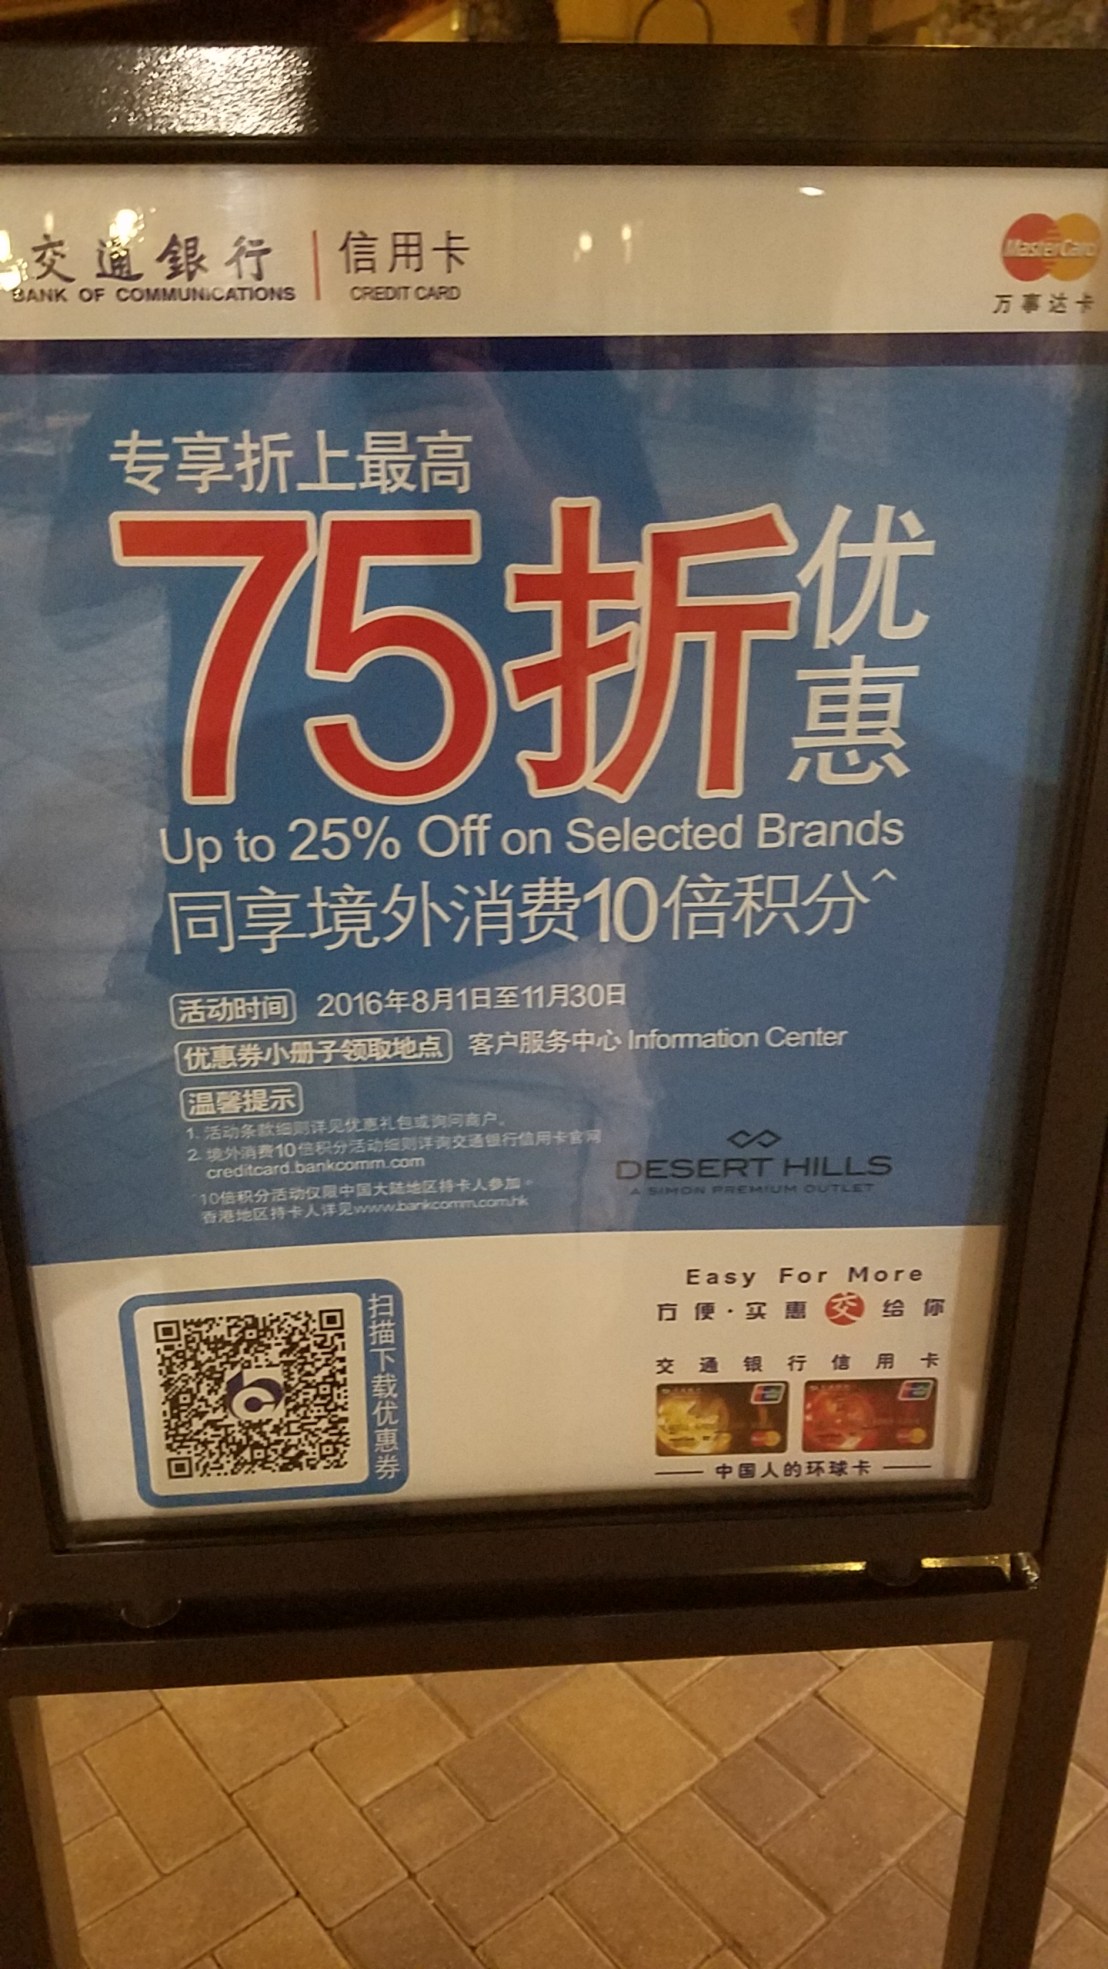 交通銀行 信用卡
BANK OF COMMUNICATIONS CREDIT CARD
MasterCard
万事达卡
专享折上最高
75折优惠
Up to 25% Off on Selected Brands
同享境外消费10倍积分^
活动时间 2016年8月1日至11月30日
优惠券小册子领取地点 客户服务中心 Information Center
温馨提示
1. 活动条款细则详见优惠礼包或询问商户。
2. 境外消费10倍积分活动细则详询交通银行信用卡官网
creditcard.bankcomm.com
^10倍积分活动仅限中国大陆地区持卡人参加。
香港地区持卡人详见www.bankcomm.com.hk
DESERT HILLS
A SIMON PREMIUM OUTLET
扫描下载优惠券
Easy For More
方便·实惠 交 给你
交通银行信用卡
中国人的环球卡